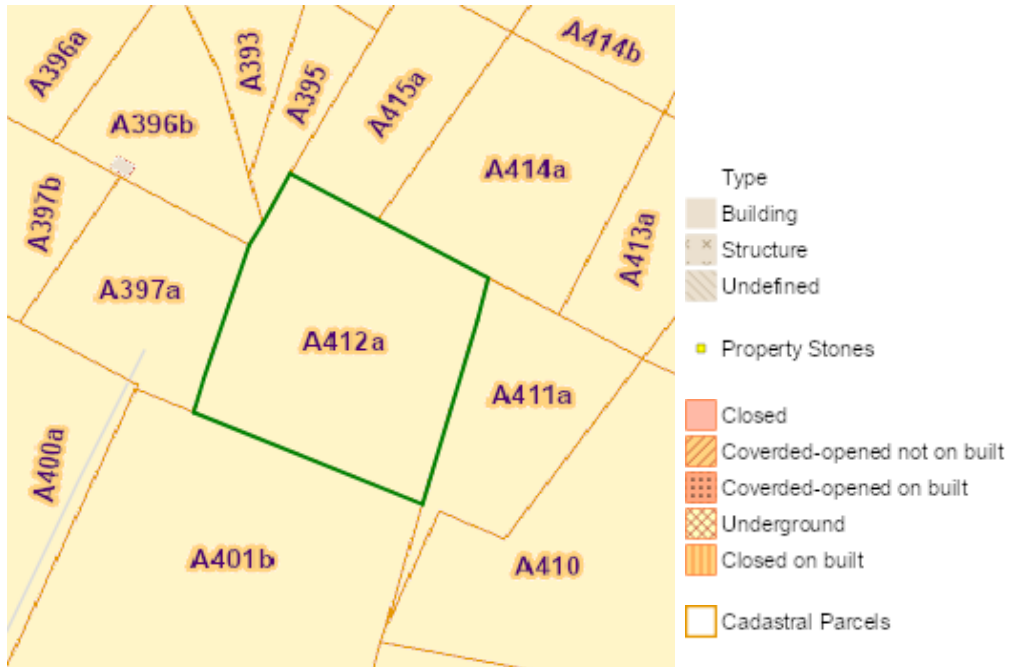 A396a
A393
A395
A415a
A414b
A396b
A414a
A397b
A413a
A397a
A412a
A411a
A400a
A401b
A410
Type
Building
Structure
Undefined
Property Stones
Closed
Coverded-opened not on built
Coverded-opened on built
Underground
Closed on built
Cadastral Parcels